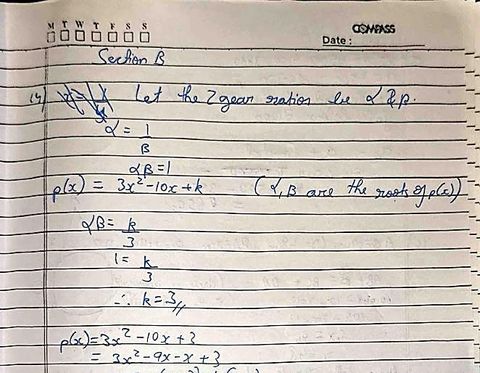 M T W T F S S
COMPASS
Date :
Section B
Let the 2 gear ratios be α & β.
α = 1/β
αβ = 1
p(x) = 3x² - 10x + k (α, β are the roots of p(x))
αβ = k/3
1 = k/3
∴ k = 3 //
p(x) = 3x² - 10x + 3
= 3x² - 9x - x + 3